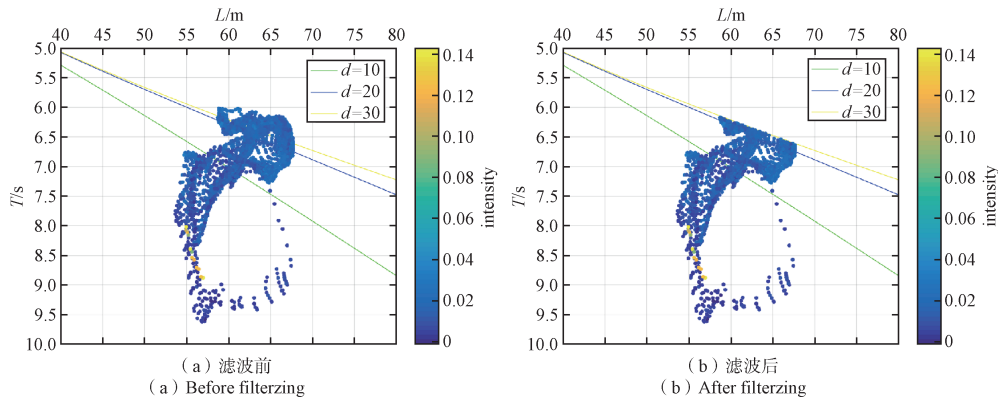 L/m
40 45 50 55 60 65 70 75 80
5.0
5.5
6.0
6.5
7.0
7.5
8.0
8.5
9.0
9.5
10.0
T/s
d=10
d=20
d=30
0.14
0.12
0.10
0.08
0.06
0.04
0.02
0
intensity
（a）滤波前
（a）Before filterzing
L/m
40 45 50 55 60 65 70 75 80
5.0
5.5
6.0
6.5
7.0
7.5
8.0
8.5
9.0
9.5
10.0
T/s
d=10
d=20
d=30
0.14
0.12
0.10
0.08
0.06
0.04
0.02
0
intensity
（b）滤波后
（b）After filterzing